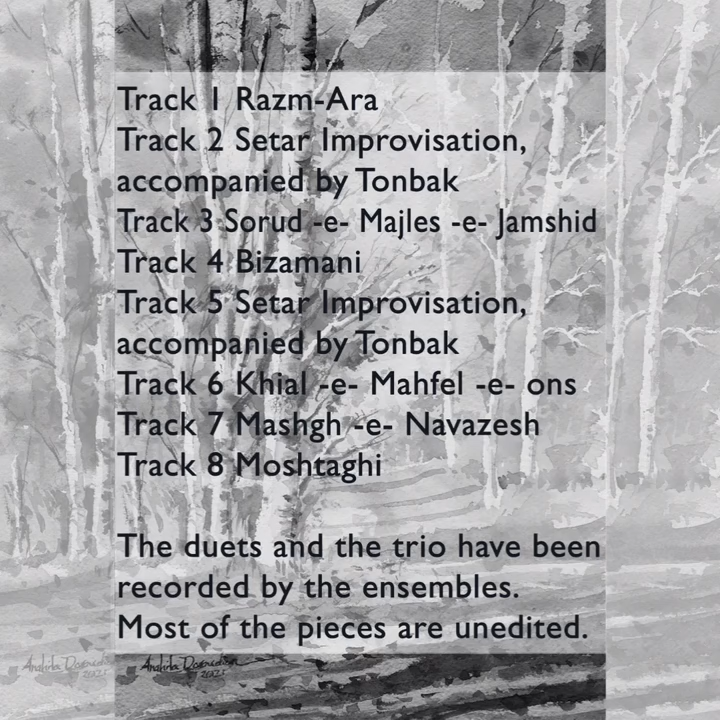 Track 1 Razm-Ara
Track 2 Setar Improvisation,
accompanied by Tonbak
Track 3 Sorud -e- Majles -e- Jamshid
Track 4 Bizamani
Track 5 Setar Improvisation,
accompanied by Tonbak
Track 6 Khial -e- Mahfel -e- ons
Track 7 Mashgh -e- Navazesh
Track 8 Moshtaghi
The duets and the trio have been
recorded by the ensembles.
Most of the pieces are unedited.